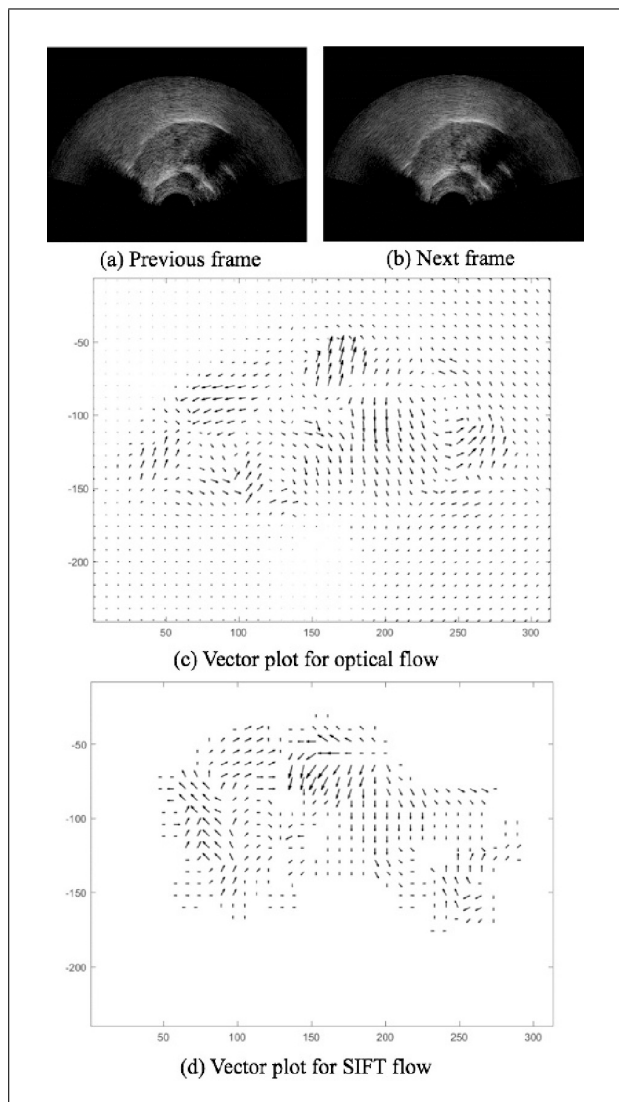 (a) Previous frame
(b) Next frame
-50
-100
-150
-200
50 100 150 200 250 300
(c) Vector plot for optical flow
-50
-100
-150
-200
50 100 150 200 250 300
(d) Vector plot for SIFT flow